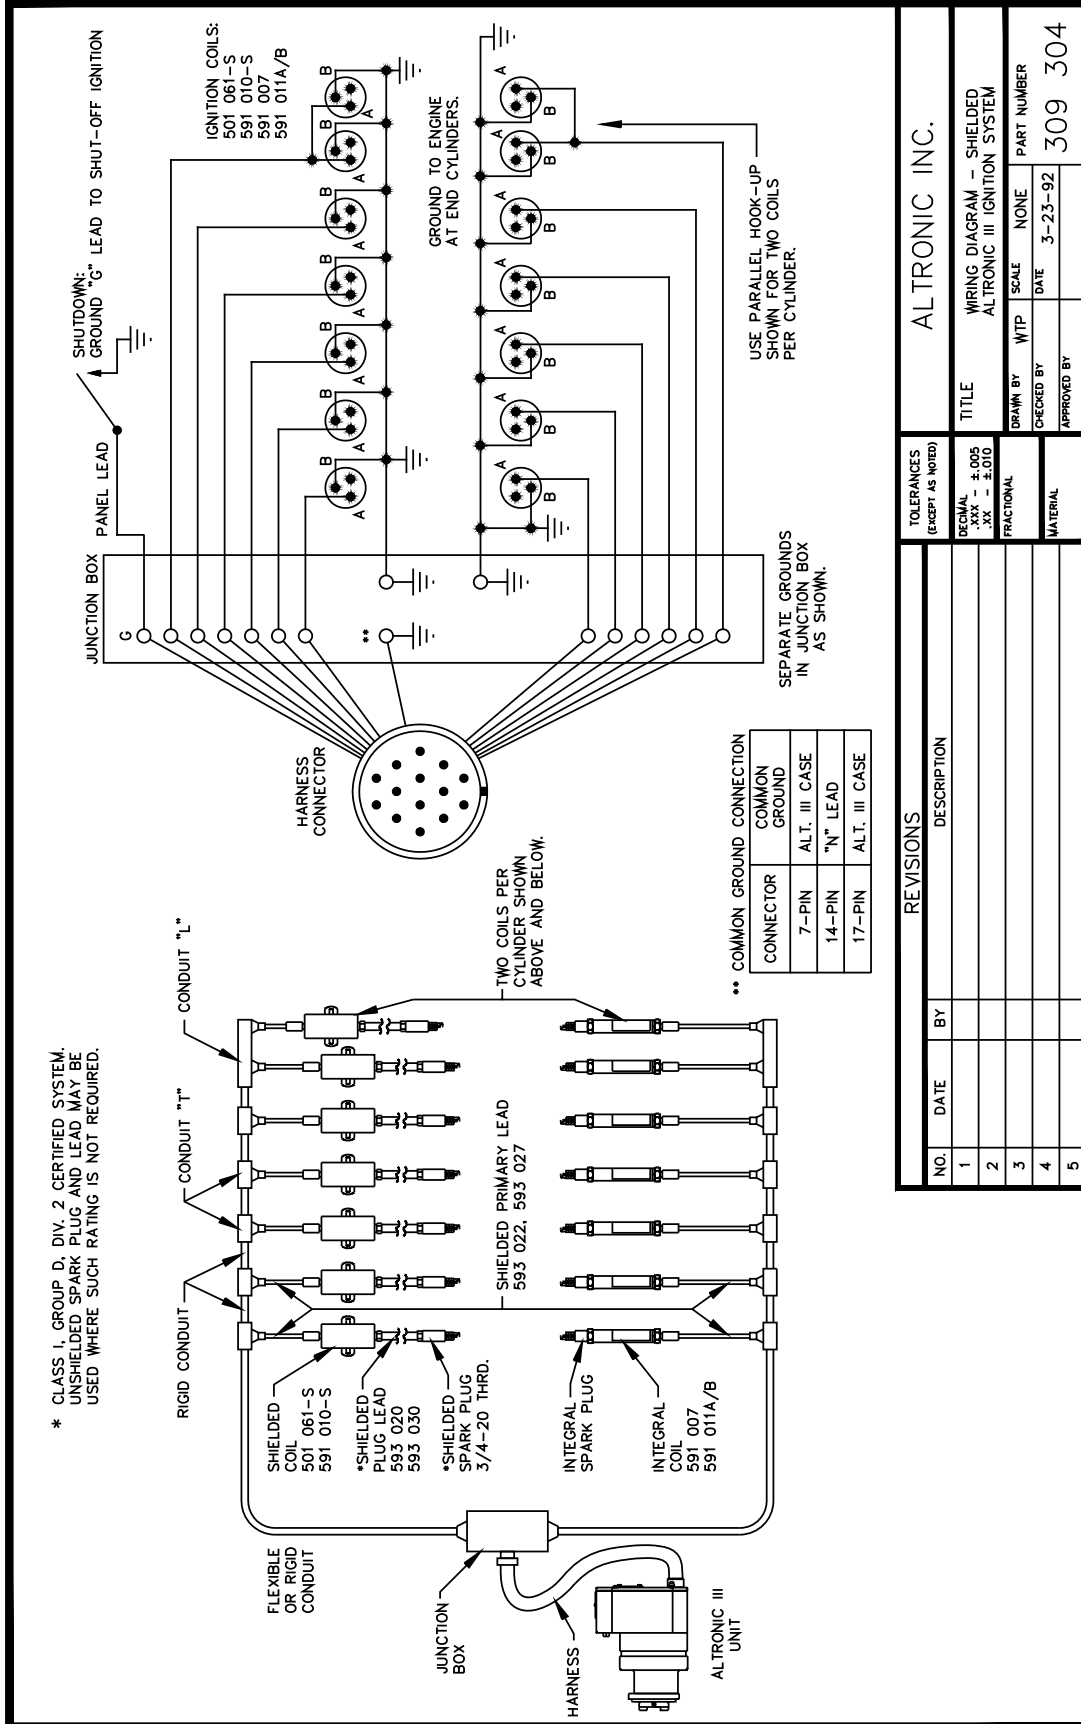 * CLASS I, GROUP D, DIV. 2 CERTIFIED SYSTEM.
UNSHIELDED SPARK PLUG AND LEAD MAY BE
USED WHERE SUCH RATING IS NOT REQUIRED.
RIGID CONDUIT
CONDUIT "T"
CONDUIT "L"
FLEXIBLE
OR RIGID
CONDUIT
SHIELDED
COIL
501 061-S
591 010-S
*SHIELDED
PLUG LEAD
593 020
593 030
*SHIELDED
SPARK PLUG
3/4-20 THRD.
SHIELDED PRIMARY LEAD
593 022, 593 027
TWO COILS PER
CYLINDER SHOWN
ABOVE AND BELOW.
INTEGRAL
SPARK PLUG
INTEGRAL
COIL
591 007
591 011A/B
JUNCTION
BOX
HARNESS
ALTRONIC III
UNIT
SHUTDOWN:
GROUND "G" LEAD TO SHUT-OFF IGNITION
PANEL LEAD
JUNCTION BOX
G
**
HARNESS
CONNECTOR
IGNITION COILS:
501 061-S
591 010-S
591 007
591 011A/B
B
B
B
B
B
B
B
A
A
A
A
A
A
A
GROUND TO ENGINE
AT END CYLINDERS.
A
A
A
A
A
A
A
B
B
B
B
B
B
B
USE PARALLEL HOOK-UP
SHOWN FOR TWO COILS
PER CYLINDER.
SEPARATE GROUNDS
IN JUNCTION BOX
AS SHOWN.
** COMMON GROUND CONNECTION
CONNECTOR COMMON GROUND
7-PIN ALT. III CASE
14-PIN "N" LEAD
17-PIN ALT. III CASE
REVISIONS
NO. DATE BY DESCRIPTION
1
2
3
4
5
TOLERANCES
(EXCEPT AS NOTED)
DECIMAL
.XXX - ±.005
.XX - ±.010
FRACTIONAL
MATERIAL
ALTRONIC INC.
TITLE WIRING DIAGRAM - SHIELDED
ALTRONIC III IGNITION SYSTEM
DRAWN BY WTP SCALE NONE PART NUMBER
CHECKED BY DATE 3-23-92 309 304
APPROVED BY